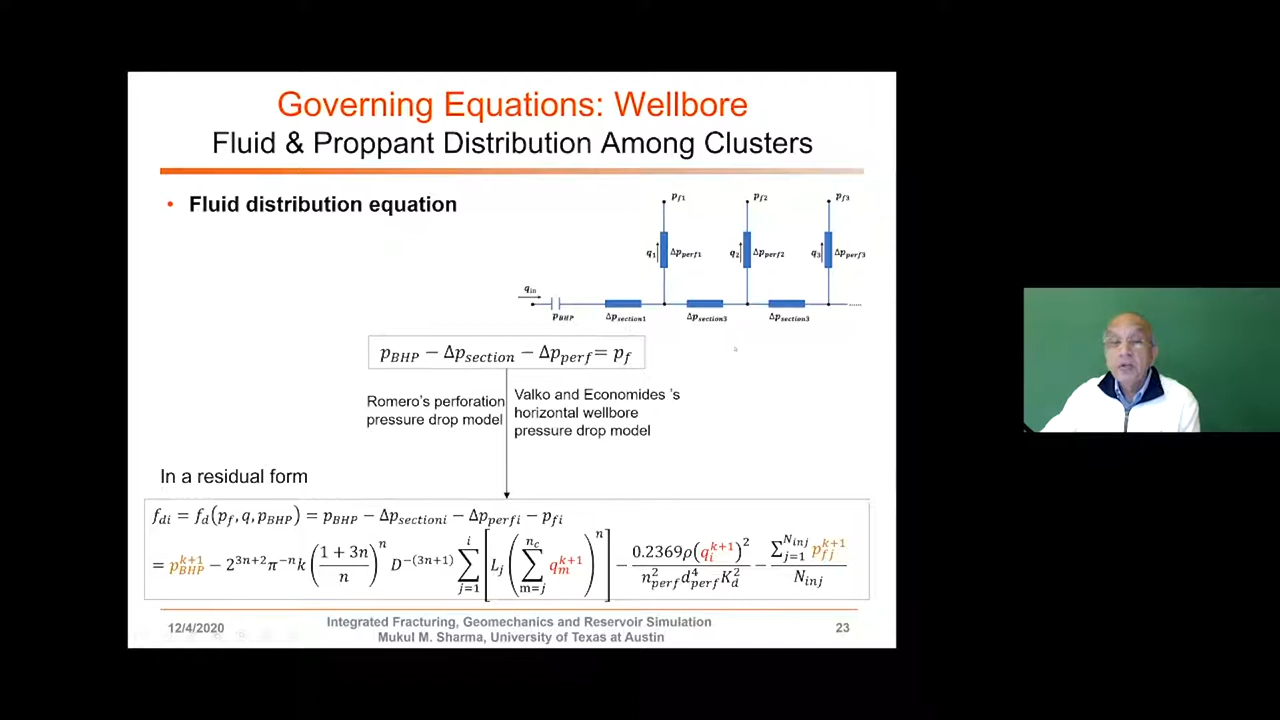 Governing Equations: Wellbore
Fluid & Proppant Distribution Among Clusters
• Fluid distribution equation
p_f1 p_f2 p_f3
q_1 Δp_perf1 q_2 Δp_perf2 q_3 Δp_perf3
q_in
p_BHP Δp_section1 Δp_section3 Δp_section3 ......
p_BHP − Δp_section − Δp_perf = p_f
Romero's perforation
pressure drop model
Valko and Economides 's
horizontal wellbore
pressure drop model
In a residual form
f_di = f_d(p_f, q, p_BHP) = p_BHP − Δp_sectioni − Δp_perfi − p_fi
= p_BHP^{k+1} − 2^{3n+2} π^{−n} k ((1 + 3n)/n)^n D^{−(3n+1)} ∑_{j=1}^{i} [L_j (∑_{m=j}^{n_c} q_m^{k+1})^n] − 0.2369ρ(q_i^{k+1})^2 / (n_perf^2 d_perf^4 K_d^2) − ∑_{j=1}^{N_inj} p_fj^{k+1} / N_inj
12/4/2020
Integrated Fracturing, Geomechanics and Reservoir Simulation
Mukul M. Sharma, University of Texas at Austin
23